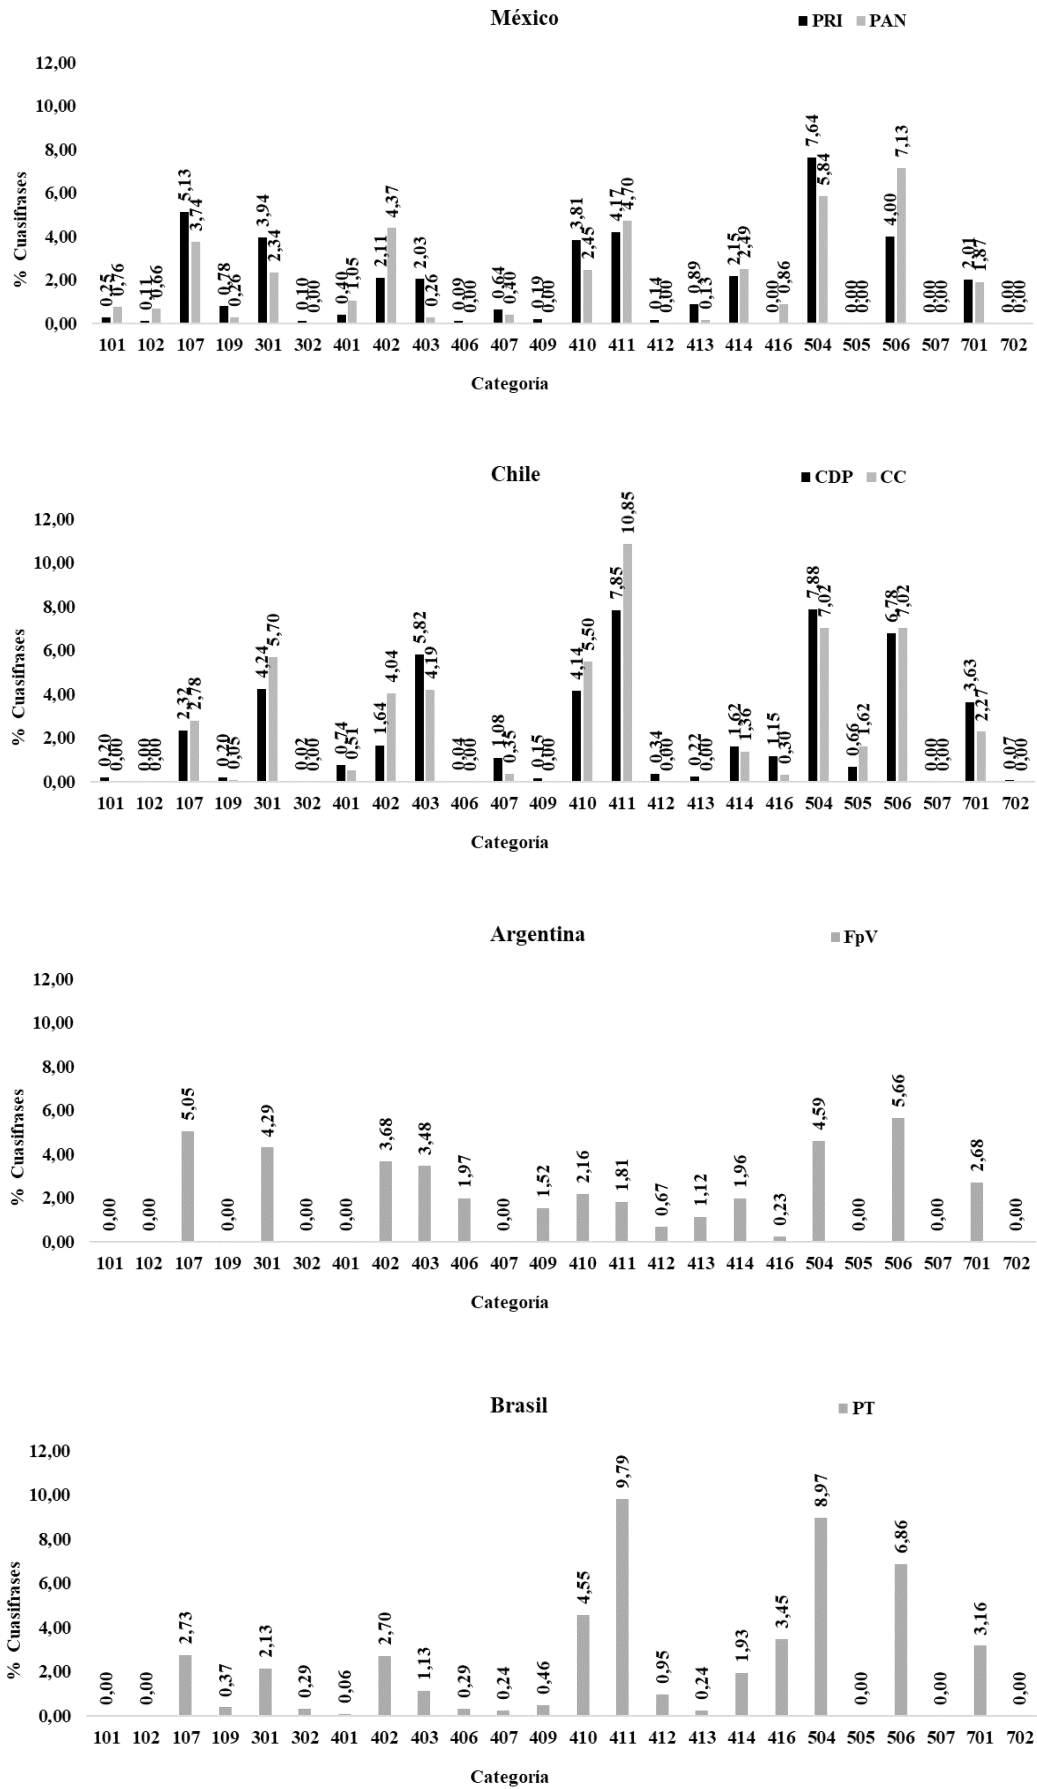 México
PRI PAN
12,00
10,00
8,00
6,00
4,00
2,00
0,00
% Cuasifrases
0,25 0,76 0,11 0,66 5,13 3,74 0,78 0,26 3,94 2,34 0,10 0,00 0,40 1,05 2,11 4,37 2,03 0,26 0,09 0,00 0,64 0,40 0,19 0,00 3,81 2,45 4,17 4,70 0,14 0,00 0,89 0,13 2,15 2,49 0,00 0,86 7,64 5,84 0,00 0,00 4,00 7,13 0,00 0,00 2,01 1,87 0,00 0,00
101 102 107 109 301 302 401 402 403 406 407 409 410 411 412 413 414 416 504 505 506 507 701 702
Categoría
Chile
CDP CC
12,00
10,00
8,00
6,00
4,00
2,00
0,00
% Cuasifrases
0,20 0,00 0,00 0,00 2,32 2,78 0,20 0,05 4,24 5,70 0,02 0,00 0,74 0,51 1,64 4,04 5,82 4,19 0,04 0,00 1,08 0,35 0,15 0,00 4,14 5,50 7,85 10,85 0,34 0,00 0,22 0,00 1,62 1,36 1,15 0,30 7,88 7,02 0,66 1,62 6,78 7,02 0,00 0,00 3,63 2,27 0,07 0,00
101 102 107 109 301 302 401 402 403 406 407 409 410 411 412 413 414 416 504 505 506 507 701 702
Categoría
Argentina
FpV
12,00
10,00
8,00
6,00
4,00
2,00
0,00
% Cuasifrases
0,00 0,00 5,05 0,00 4,29 0,00 0,00 3,68 3,48 1,97 0,00 1,52 2,16 1,81 0,67 1,12 1,96 0,23 4,59 0,00 5,66 0,00 2,68 0,00
101 102 107 109 301 302 401 402 403 406 407 409 410 411 412 413 414 416 504 505 506 507 701 702
Categoría
Brasil
PT
12,00
10,00
8,00
6,00
4,00
2,00
0,00
% Cuasifrases
0,00 0,00 2,73 0,37 2,13 0,29 0,06 2,70 1,13 0,29 0,24 0,46 4,55 9,79 0,95 0,24 1,93 3,45 8,97 0,00 6,86 0,00 3,16 0,00
101 102 107 109 301 302 401 402 403 406 407 409 410 411 412 413 414 416 504 505 506 507 701 702
Categoría